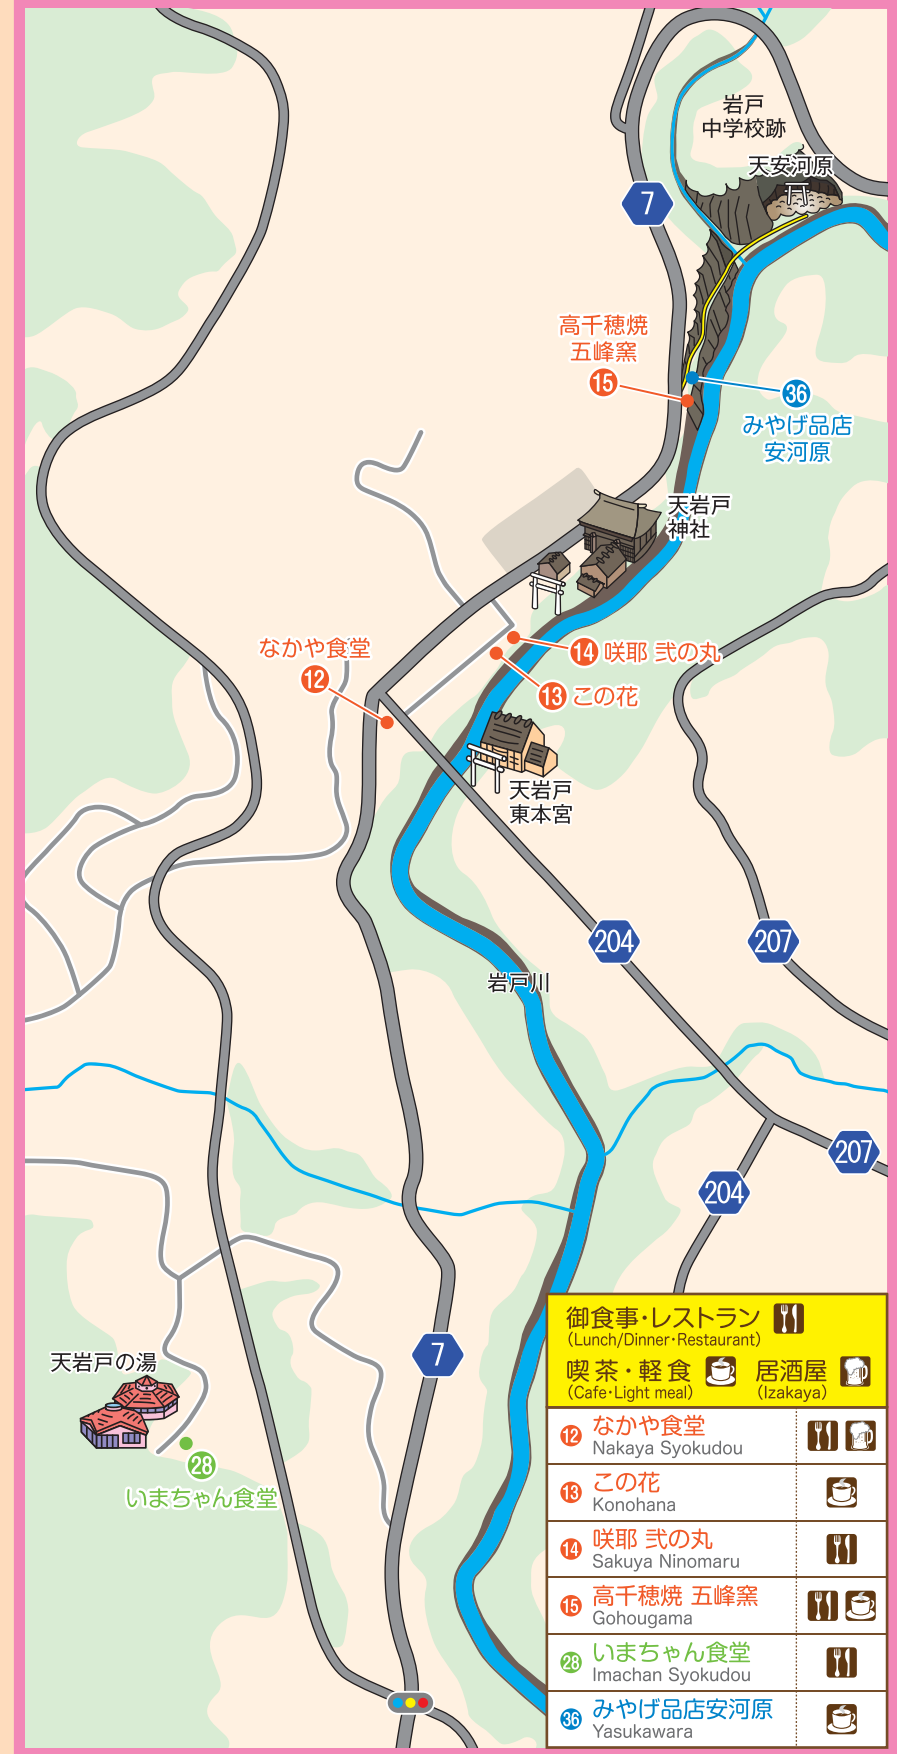 岩戸
中学校跡
天安河原
7
高千穂焼
五峰窯
15
36
みやげ品店
安河原
天岩戸
神社
なかや食堂
12
14 咲耶 弐の丸
13 この花
天岩戸
東本宮
204
207
岩戸川
207
204
7
天岩戸の湯
28
いまちゃん食堂
御食事・レストラン
(Lunch/Dinner・Restaurant)
喫茶・軽食
(Cafe・Light meal)
居酒屋
(Izakaya)
12 なかや食堂
Nakaya Syokudou
13 この花
Konohana
14 咲耶 弐の丸
Sakuya Ninomaru
15 高千穂焼 五峰窯
Gohougama
28 いまちゃん食堂
Imachan Syokudou
36 みやげ品店安河原
Yasukawara